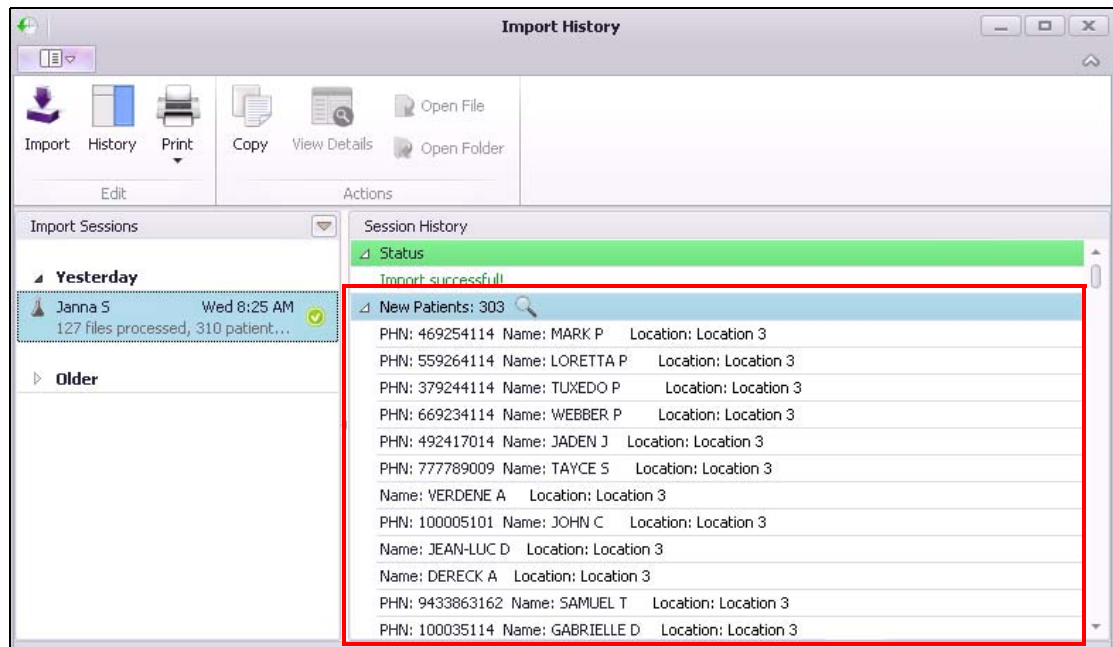 Import History
Import History Print Copy View Details Open File
Open Folder
Edit Actions
Import Sessions
Yesterday
Janna S Wed 8:25 AM
127 files processed, 310 patient...
Older
Session History
Status
Import successful!
New Patients: 303
PHN: 469254114 Name: MARK P Location: Location 3
PHN: 559264114 Name: LORETTA P Location: Location 3
PHN: 379244114 Name: TUXEDO P Location: Location 3
PHN: 669234114 Name: WEBBER P Location: Location 3
PHN: 492417014 Name: JADEN J Location: Location 3
PHN: 777789009 Name: TAYCE S Location: Location 3
Name: VERDENE A Location: Location 3
PHN: 100005101 Name: JOHN C Location: Location 3
Name: JEAN-LUC D Location: Location 3
Name: DERECK A Location: Location 3
PHN: 9433863162 Name: SAMUEL T Location: Location 3
PHN: 100035114 Name: GABRIELLE D Location: Location 3